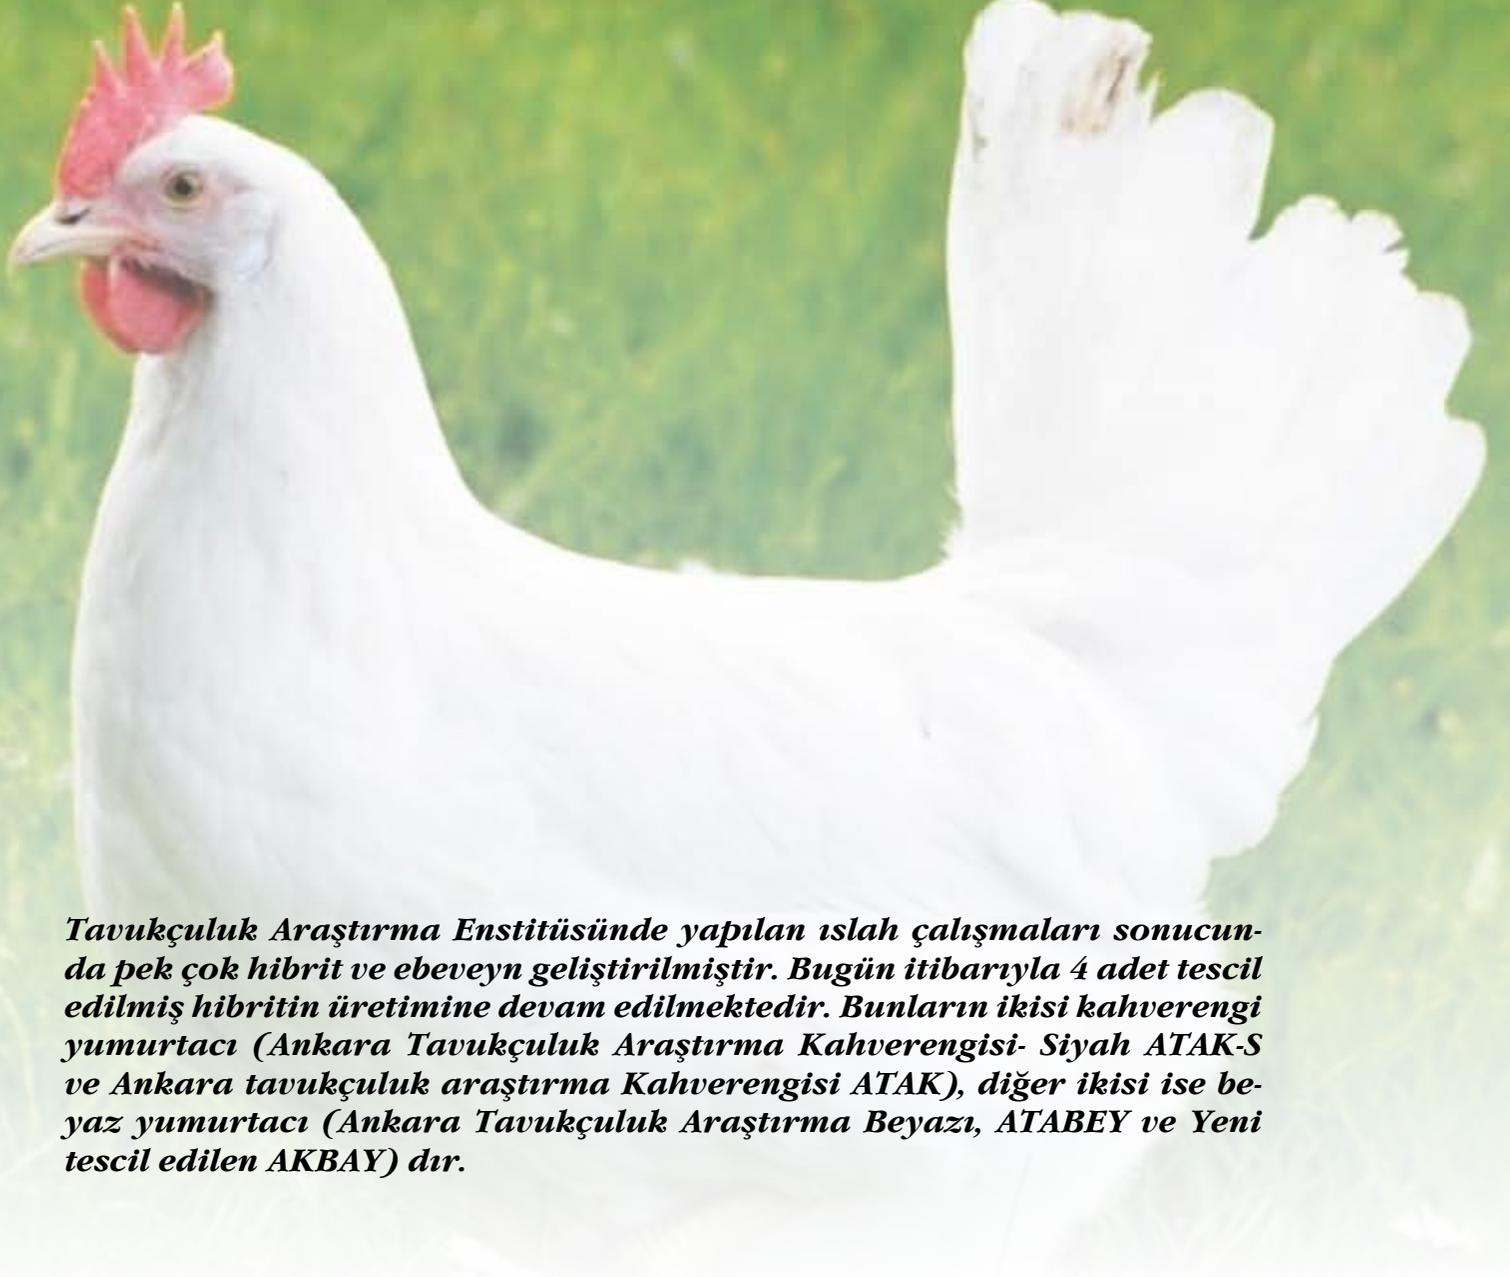 Tavukçuluk Araştırma Enstitüsünde yapılan ıslah çalışmaları sonucun-
da pek çok hibrit ve ebeveyn geliştirilmiştir. Bugün itibarıyla 4 adet tescil
edilmiş hibritin üretimine devam edilmektedir. Bunların ikisi kahverengi
yumurtacı (Ankara Tavukçuluk Araştırma Kahverengisi- Siyah ATAK-S
ve Ankara tavukçuluk araştırma Kahverengisi ATAK), diğer ikisi ise be-
yaz yumurtacı (Ankara Tavukçuluk Araştırma Beyazı, ATABEY ve Yeni
tescil edilen AKBAY) dır.